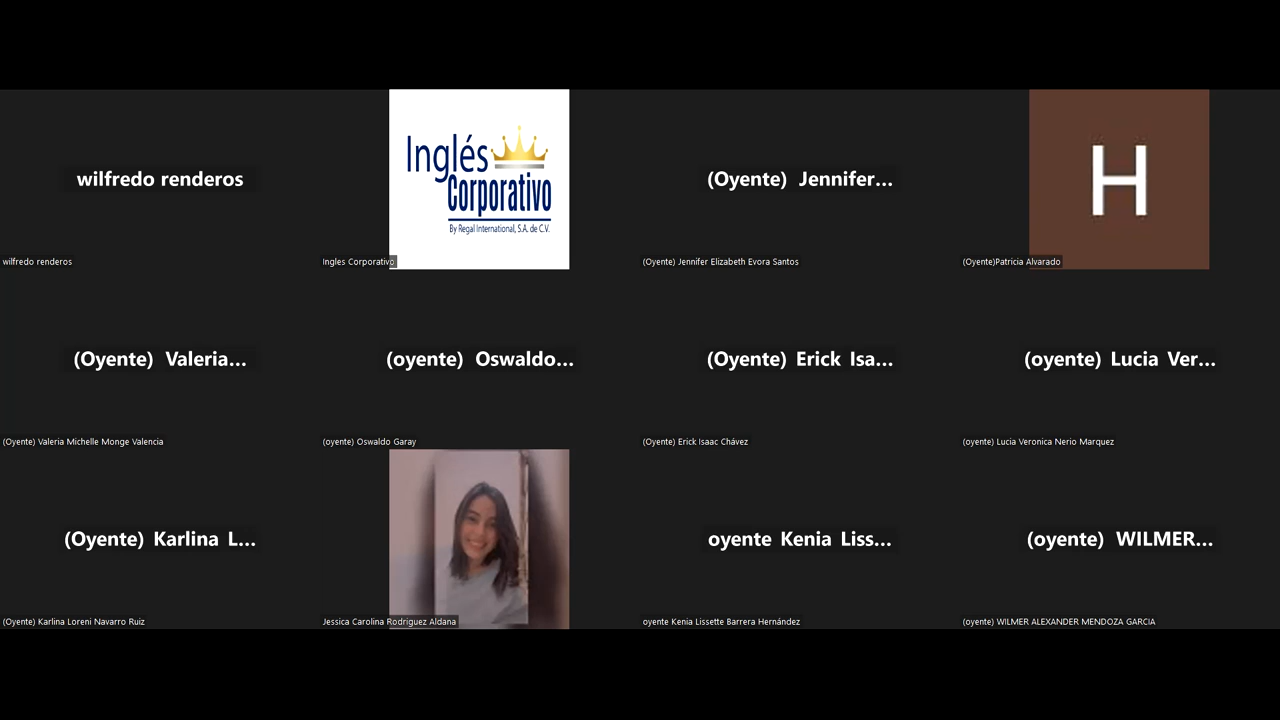 wilfredo renderos
wilfredo renderos
Inglés
Corporativo
By Regal International, S.A. de C.V.
Ingles Corporativo
(Oyente) Jennifer...
(Oyente) Jennifer Elizabeth Evora Santos
H
(Oyente)Patricia Alvarado
(Oyente) Valeria...
(Oyente) Valeria Michelle Monge Valencia
(oyente) Oswaldo...
(oyente) Oswaldo Garay
(Oyente) Erick Isa...
(Oyente) Erick Isaac Chávez
(oyente) Lucia Ver...
(oyente) Lucia Veronica Nerio Marquez
(Oyente) Karlina L...
(Oyente) Karlina Loreni Navarro Ruiz
Jessica Carolina Rodriguez Aldana
oyente Kenia Liss...
oyente Kenia Lissette Barrera Hernández
(oyente) WILMER...
(oyente) WILMER ALEXANDER MENDOZA GARCIA